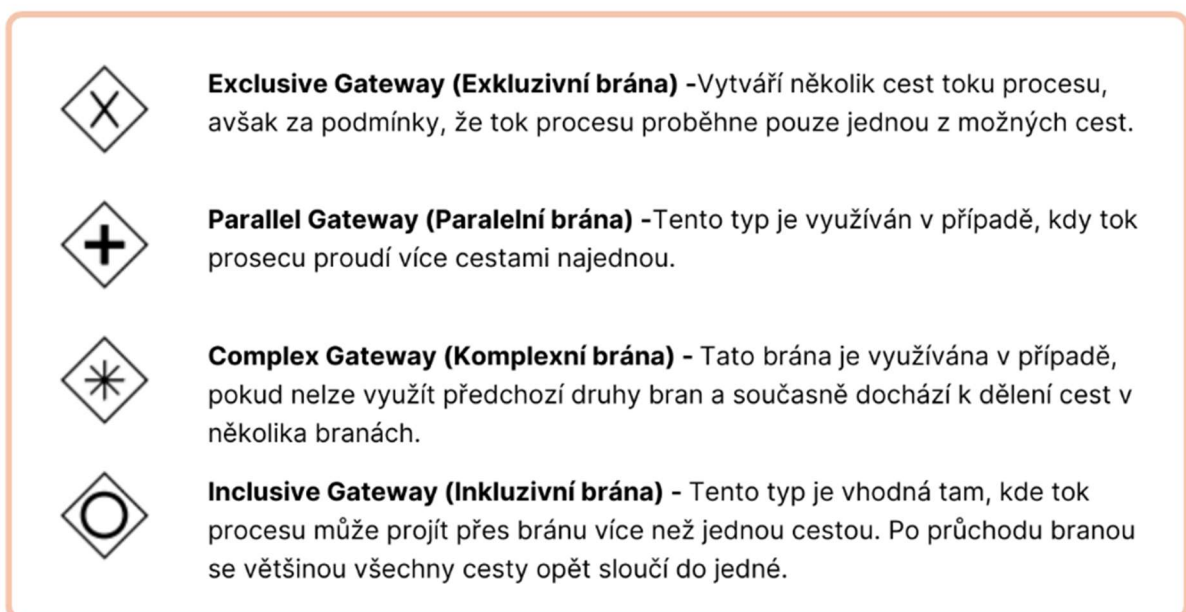 Exclusive Gateway (Exkluzivní brána) -Vytváří několik cest toku procesu,
avšak za podmínky, že tok procesu proběhne pouze jednou z možných cest.
Parallel Gateway (Paralelní brána) -Tento typ je využíván v případě, kdy tok
prosecu proudí více cestami najednou.
Complex Gateway (Komplexní brána) - Tato brána je využívána v případě,
pokud nelze využít předchozí druhy bran a současně dochází k dělení cest v
několika branách.
Inclusive Gateway (Inkluzivní brána) - Tento typ je vhodná tam, kde tok
procesu může projít přes bránu více než jednou cestou. Po průchodu branou
se většinou všechny cesty opět sloučí do jedné.